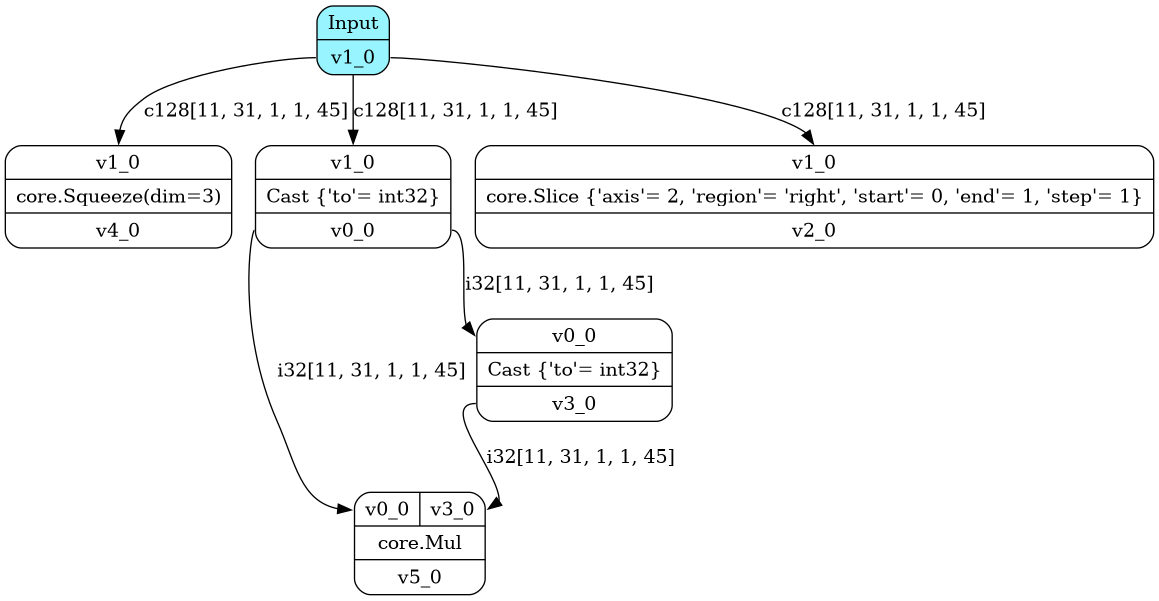 Input
v1_0
c128[11, 31, 1, 1, 45]
c128[11, 31, 1, 1, 45]
c128[11, 31, 1, 1, 45]
v1_0
core.Squeeze(dim=3)
v4_0
v1_0
Cast {'to'= int32}
v0_0
v1_0
core.Slice {'axis'= 2, 'region'= 'right', 'start'= 0, 'end'= 1, 'step'= 1}
v2_0
i32[11, 31, 1, 1, 45]
v0_0
Cast {'to'= int32}
v3_0
i32[11, 31, 1, 1, 45]
i32[11, 31, 1, 1, 45]
v0_0 v3_0
core.Mul
v5_0